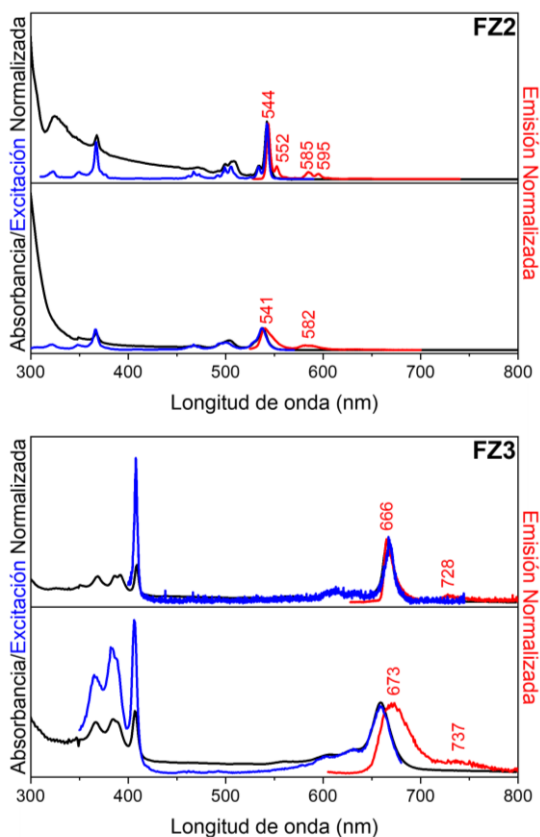 FZ2
Absorbancia/Excitación Normalizada
Emisión Normalizada
544
552
585
595
541
582
300 400 500 600 700 800
Longitud de onda (nm)
FZ3
Absorbancia/Excitación Normalizada
Emisión Normalizada
666
728
673
737
300 400 500 600 700 800
Longitud de onda (nm)